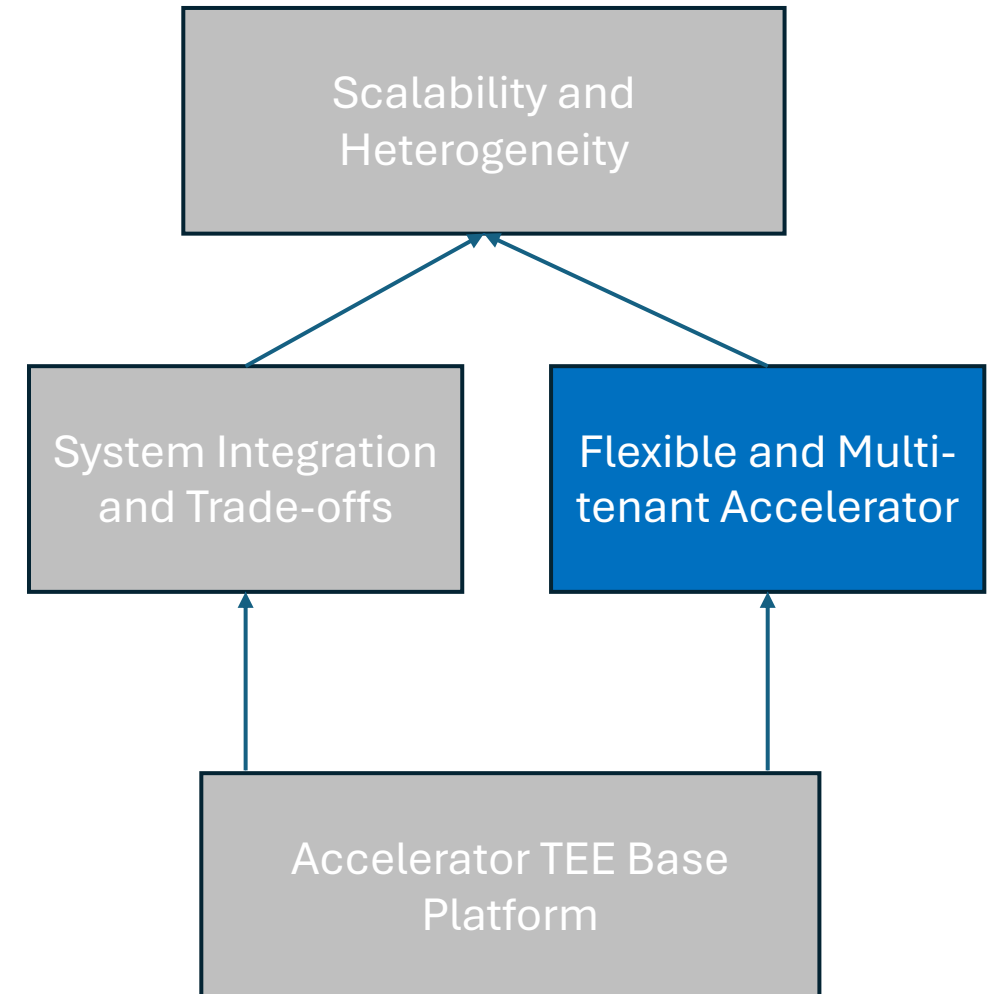 Scalability and
Heterogeneity
System Integration
and Trade-offs
Flexible and Multi-
tenant Accelerator
Accelerator TEE Base
Platform